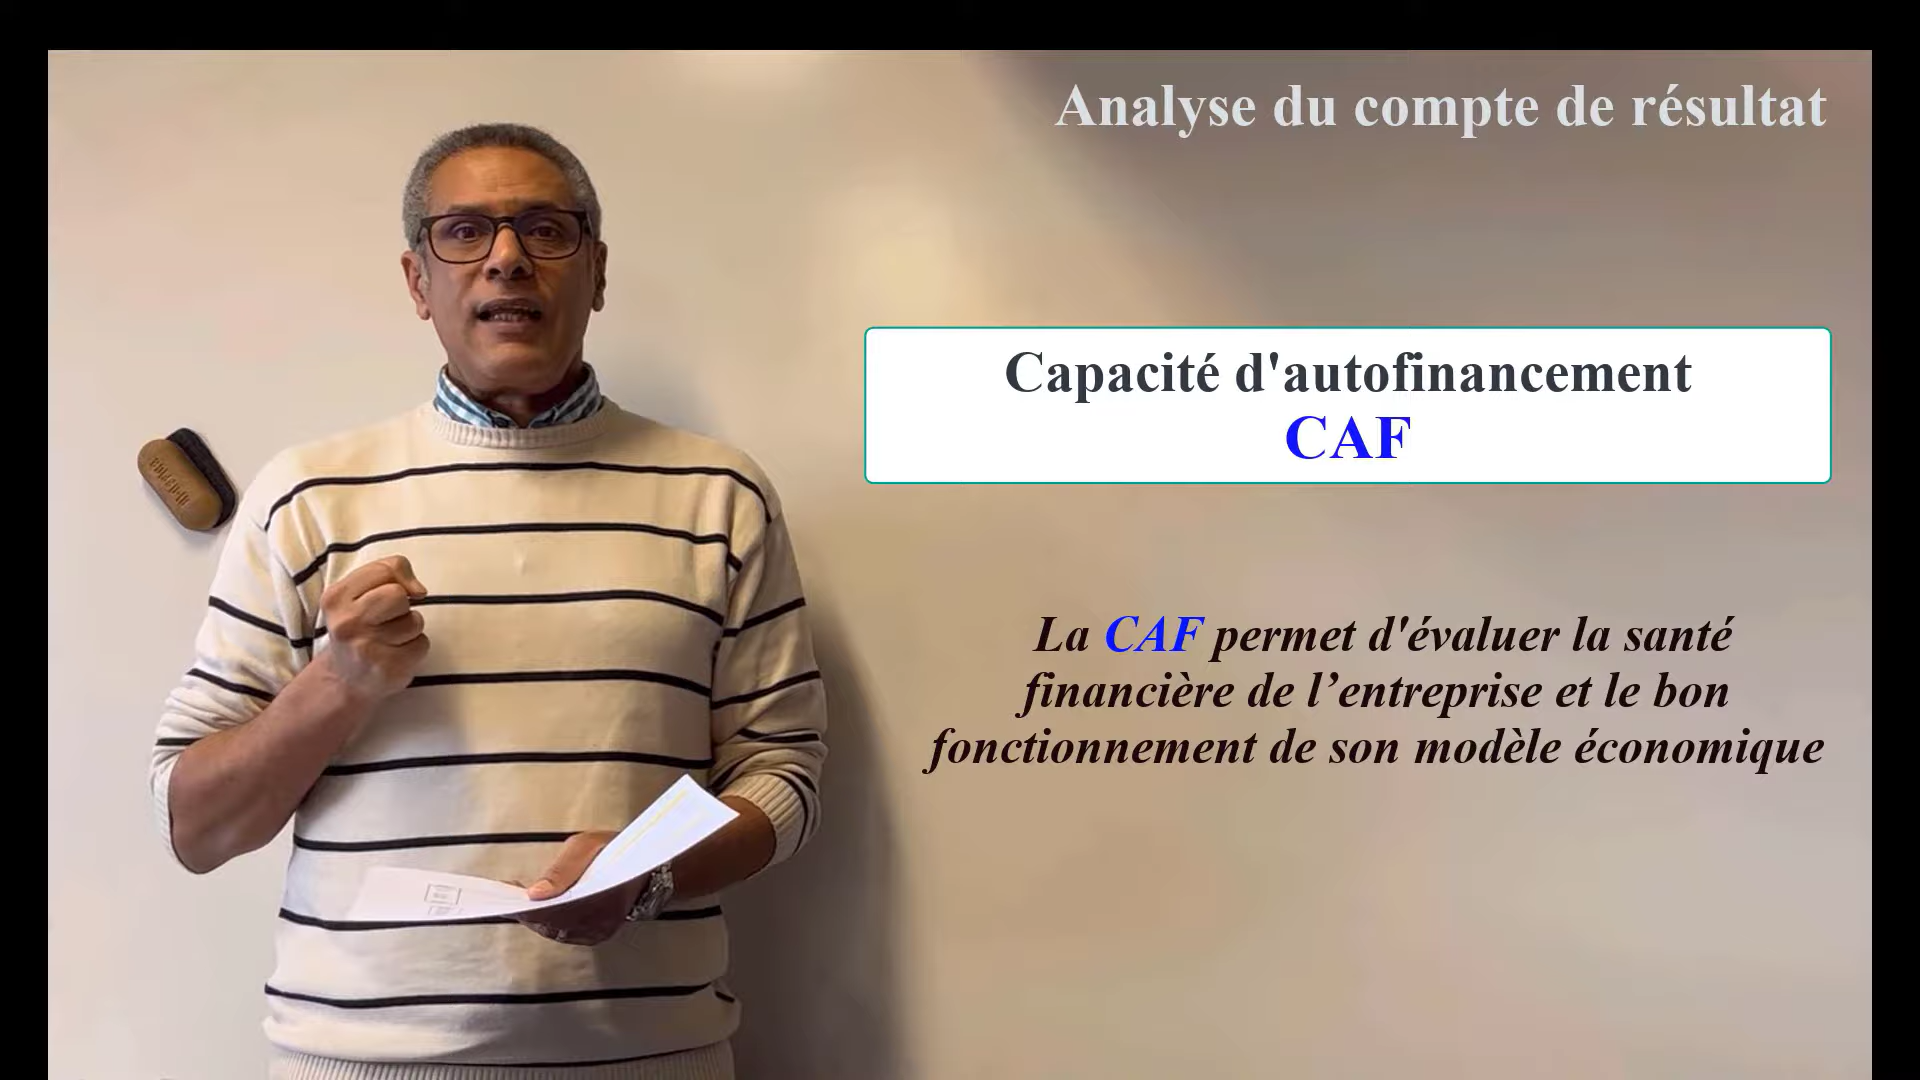 Analyse du compte de résultat
Capacité d'autofinancement
CAF
La CAF permet d'évaluer la santé
financière de l’entreprise et le bon
fonctionnement de son modèle économique